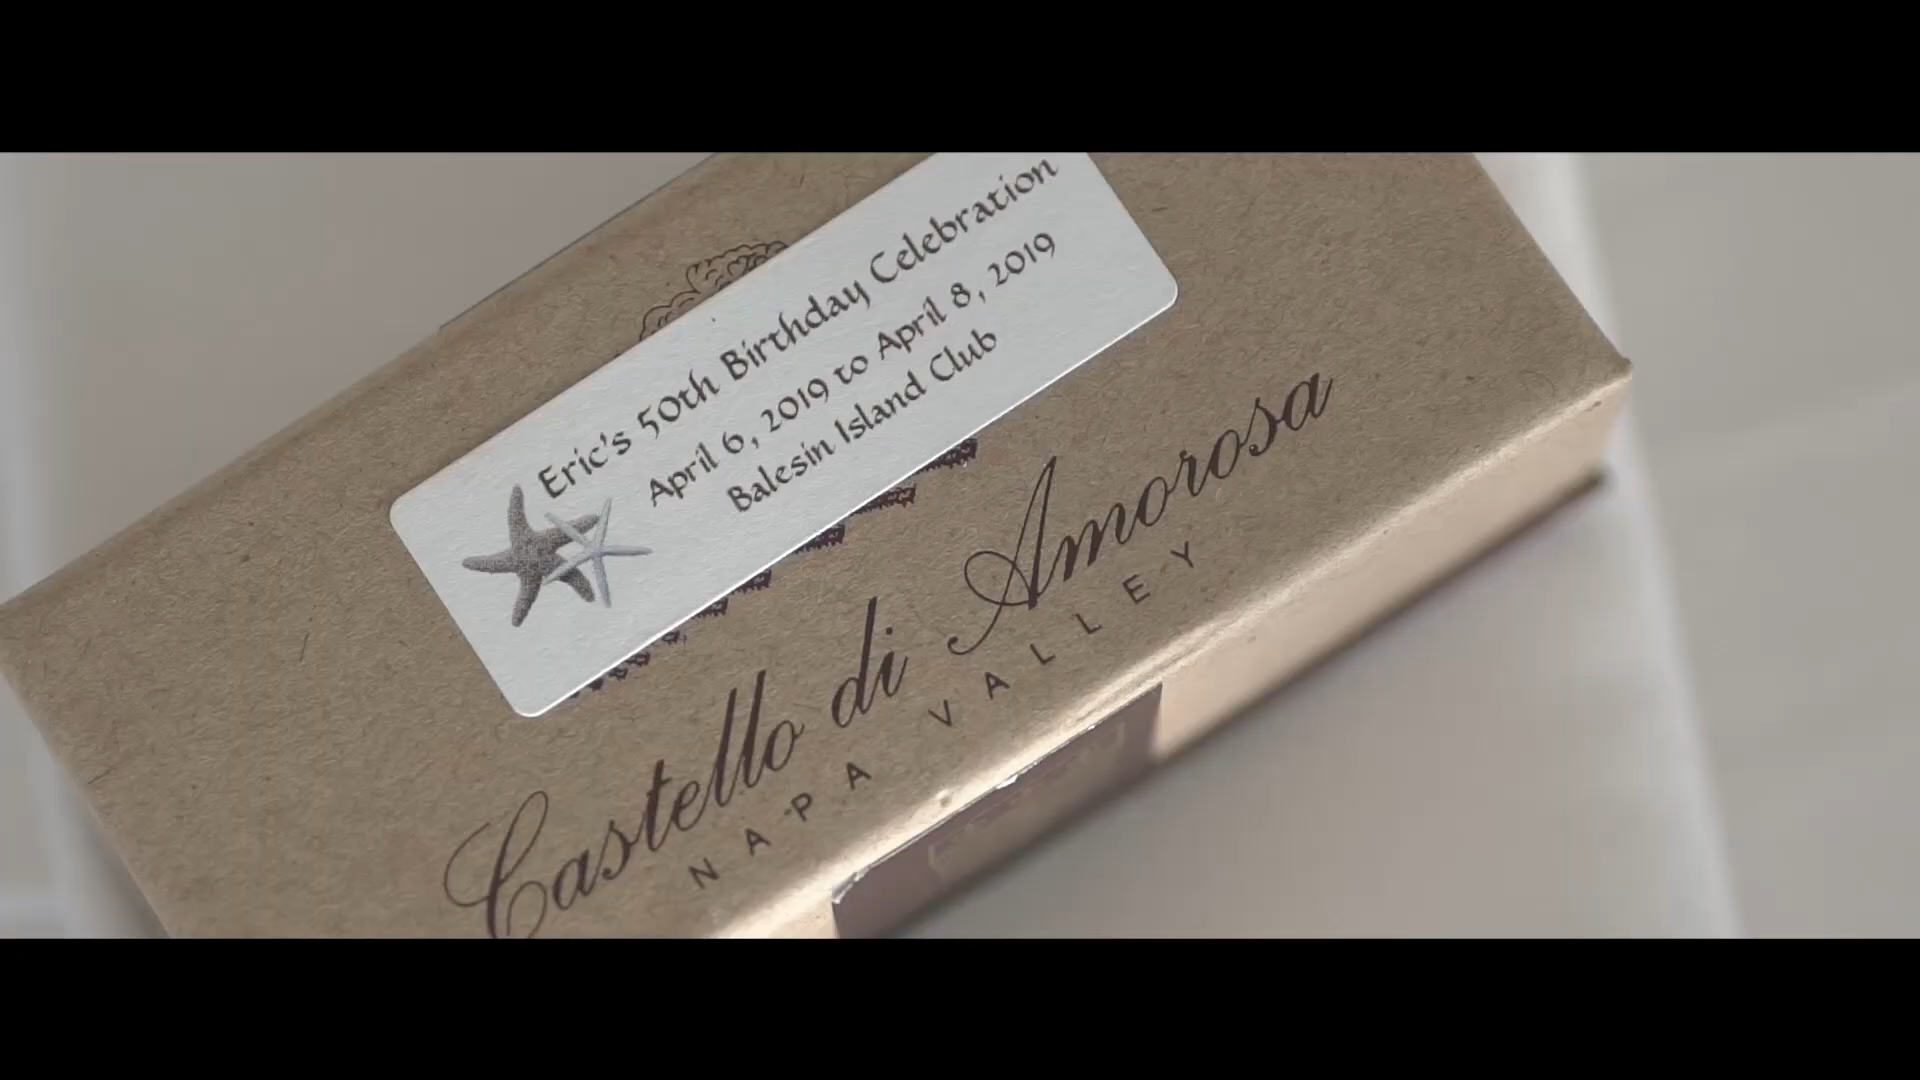 Eric's 50th Birthday Celebration
April 6, 2019 to April 8, 2019
Balesin Island Club
Castello di Amorosa
NAPA VALLEY